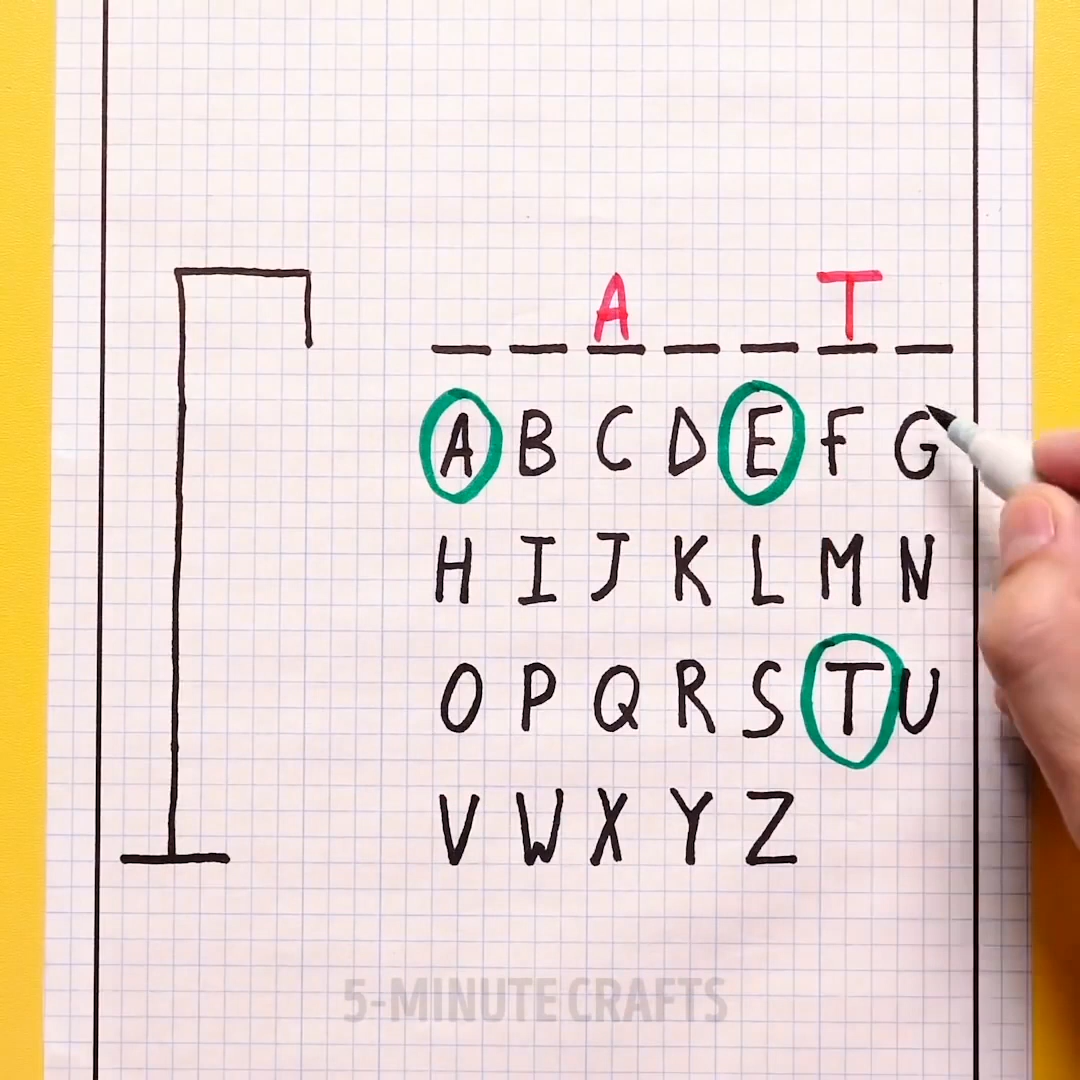 A T
A B C D E F G
H I J K L M N
O P Q R S T U
V W X Y Z
5-MINUTE CRAFTS